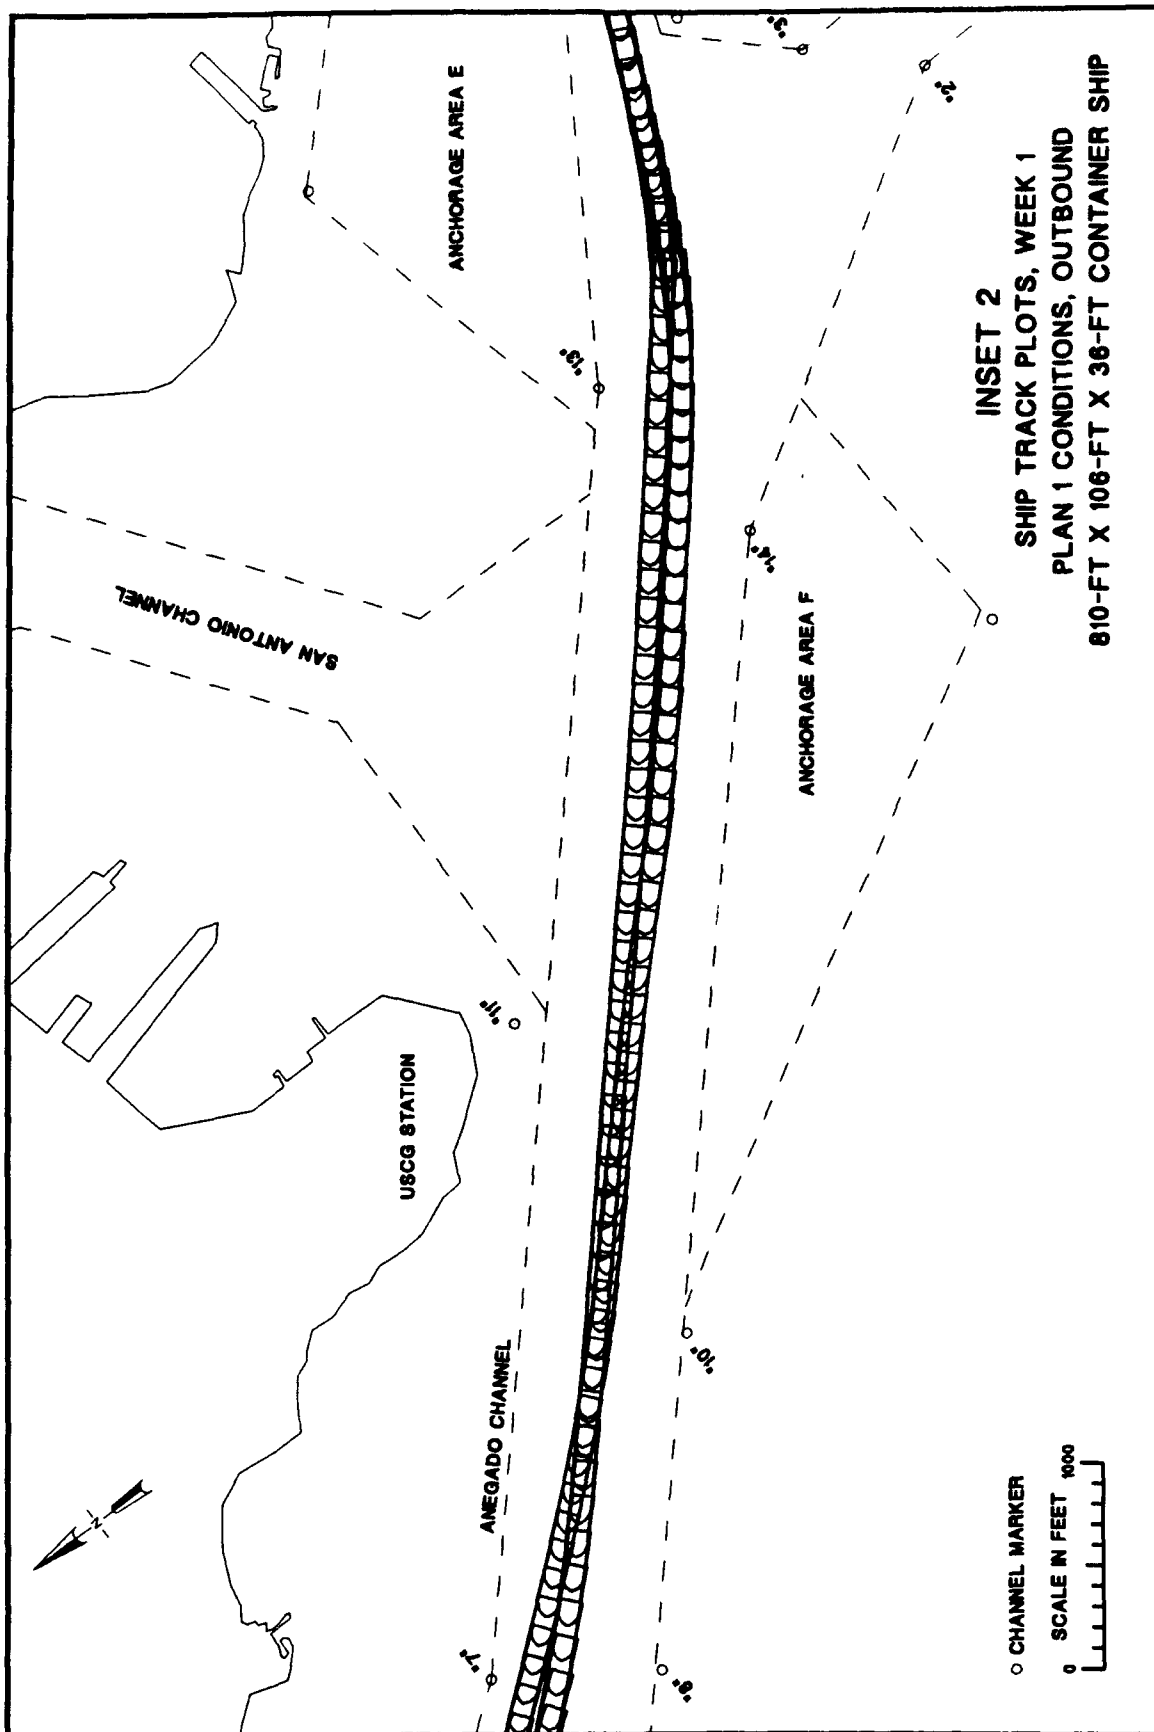 ANCHORAGE AREA E
"3"
"2"
"13"
SAN ANTONIO CHANNEL
"14"
ANCHORAGE AREA F
"11"
USCG STATION
"10"
ANEGADO CHANNEL
N
"7"
INSET 2
SHIP TRACK PLOTS, WEEK 1
PLAN 1 CONDITIONS, OUTBOUND
810-FT X 106-FT X 36-FT CONTAINER SHIP
CHANNEL MARKER
SCALE IN FEET
0 1000